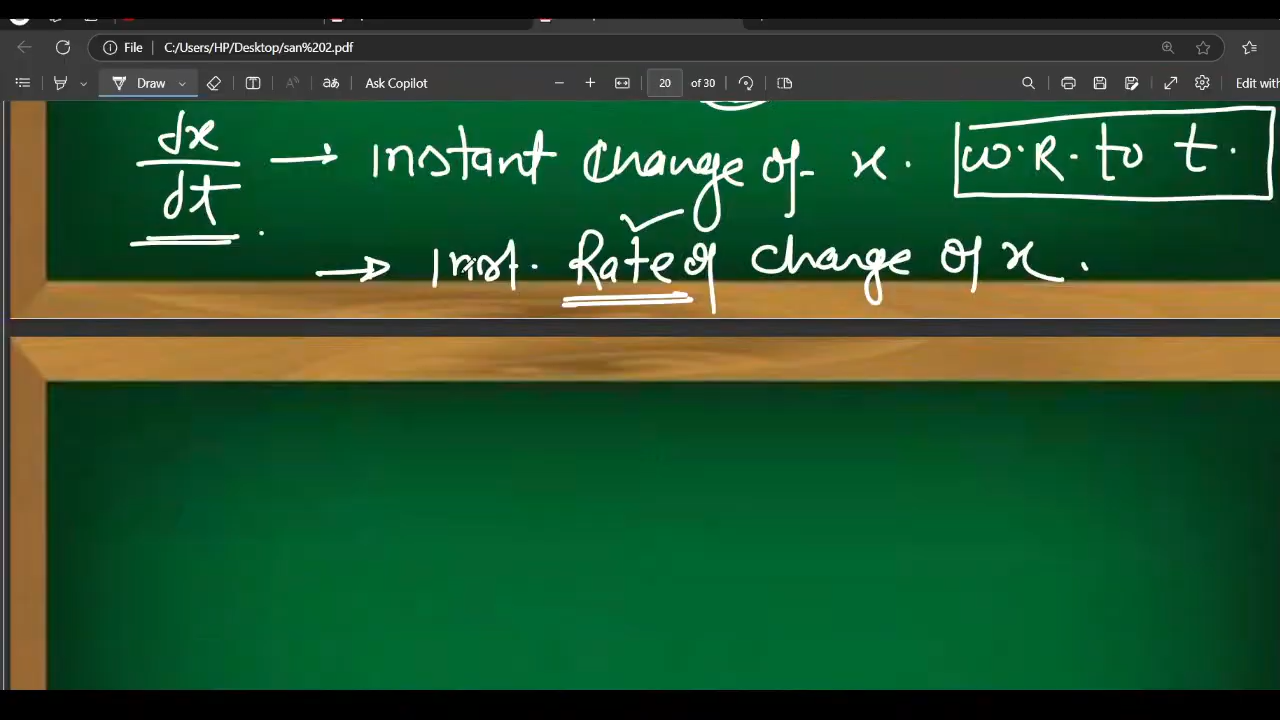 File | C:/Users/HP/Desktop/san%202.pdf
Draw Ask Copilot 20 of 30 Edit with
dx/dt → instant change of x. W.R. to t.
→ inst. Rate of change of x.